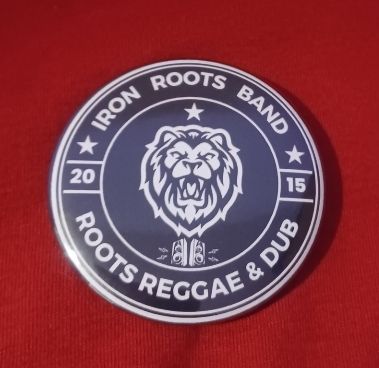 IRON ROOTS BAND
20 15
ROOTS REGGAE & DUB